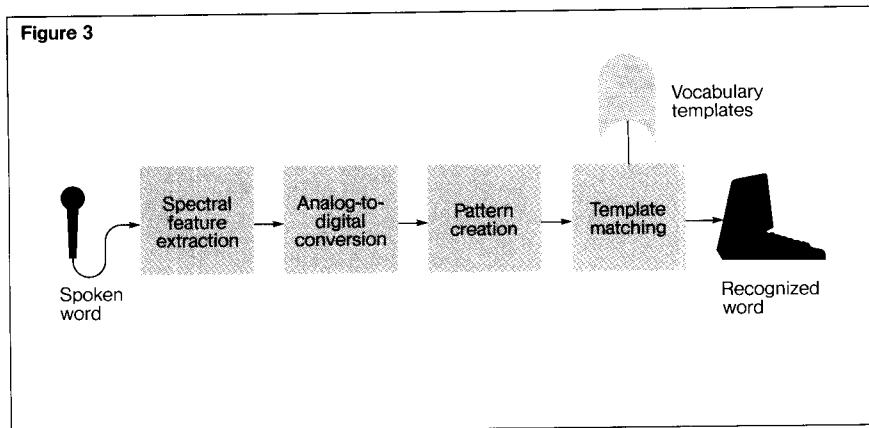 Figure 3
Vocabulary
templates
Spectral
feature
extraction
Analog-to-
digital
conversion
Pattern
creation
Template
matching
Spoken
word
Recognized
word